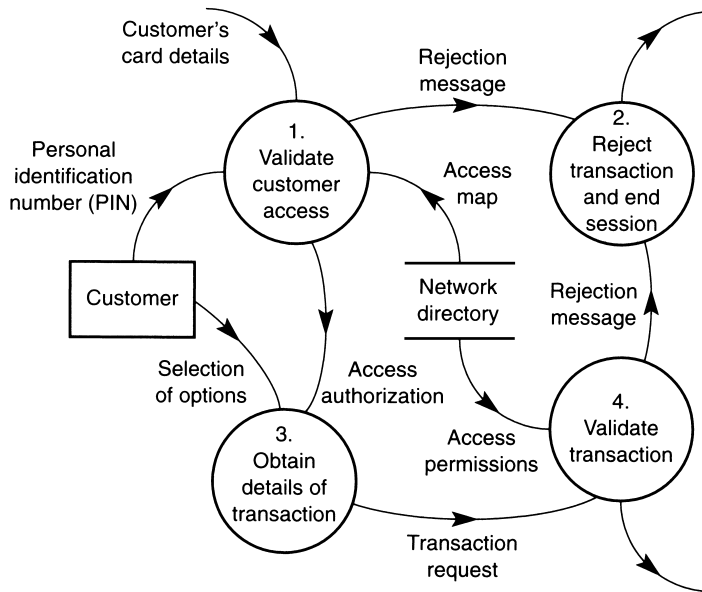 Customer's
card details
Rejection
message
1.
Validate
customer
access
2.
Reject
transaction
and end
session
Personal
identification
number (PIN)
Access
map
Customer
Network
directory
Rejection
message
Selection
of options
Access
authorization
3.
Obtain
details of
transaction
Access
permissions
4.
Validate
transaction
Transaction
request